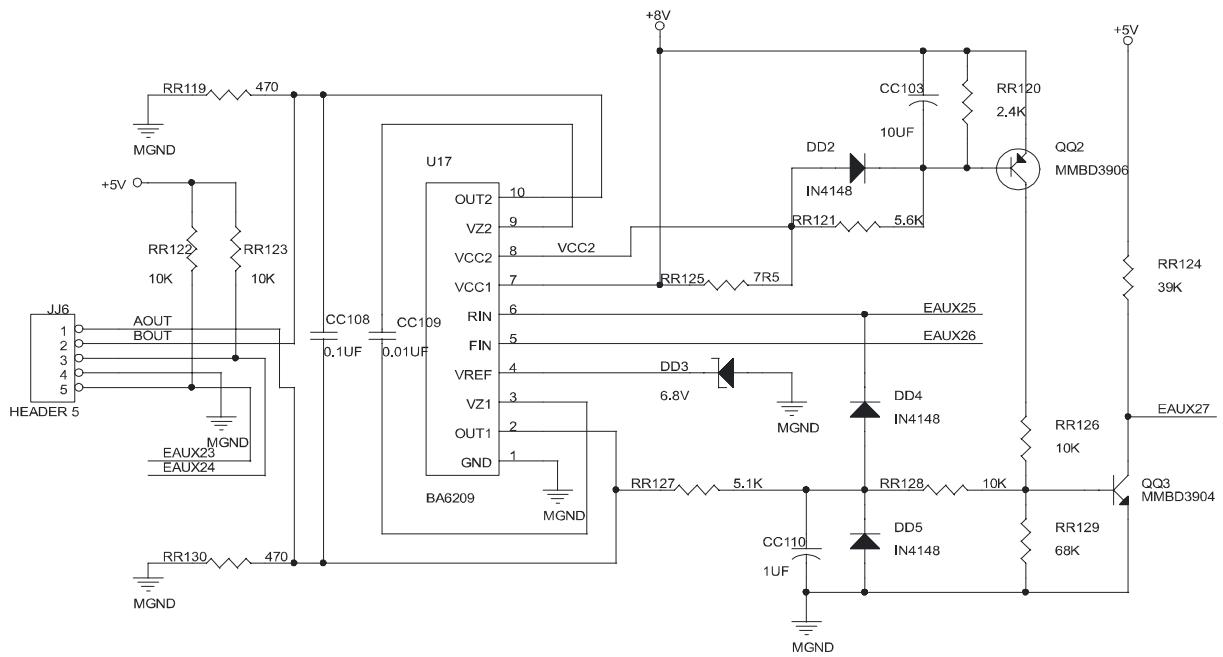 +8V
+5V
RR119
470
MGND
CC103
10UF
RR120
2.4K
QQ2
MMBD3906
DD2
IN4148
U17
+5V
OUT2
10
VZ2
9
VCC2
8
VCC2
VCC1
7
RIN
6
FIN
5
VREF
4
VZ1
3
OUT1
2
GND
1
BA6209
RR121
5.6K
RR122
10K
RR123
10K
RR125
7R5
RR124
39K
JJ6
1
2
3
4
5
HEADER 5
AOUT
BOUT
CC108
0.1UF
CC109
0.01UF
EAUX25
EAUX26
DD3
6.8V
MGND
DD4
IN4148
EAUX27
MGND
EAUX23
EAUX24
RR126
10K
MGND
RR127
5.1K
RR128
10K
QQ3
MMBD3904
CC110
1UF
DD5
IN4148
RR129
68K
RR130
470
MGND
MGND